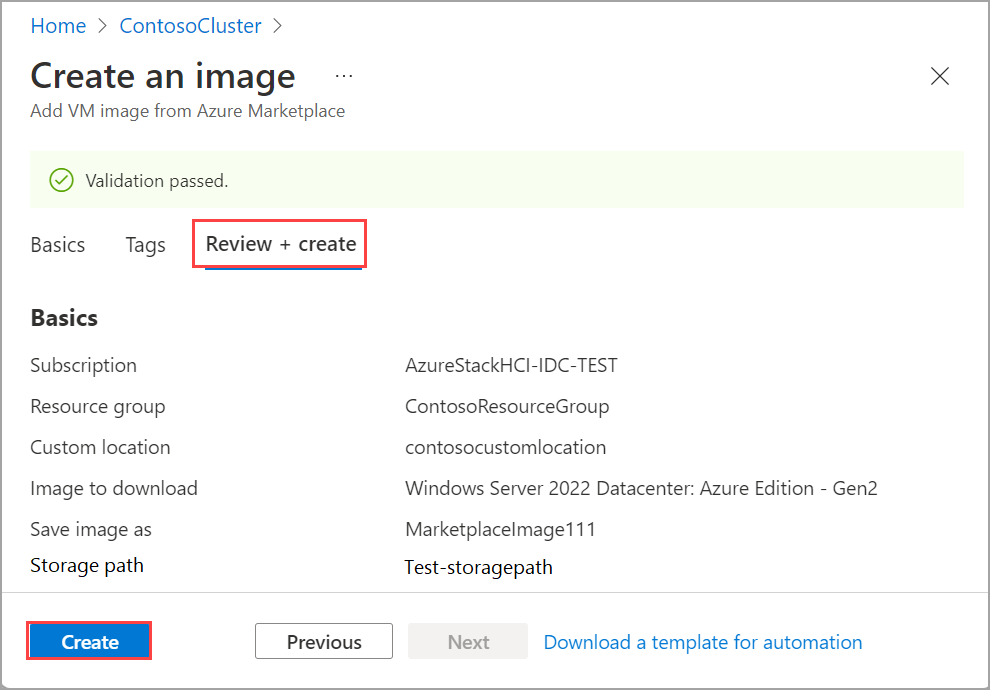 Home > ContosoCluster >
Create an image ...
Add VM image from Azure Marketplace
Validation passed.
Basics Tags Review + create
Basics
Subscription AzureStackHCI-IDC-TEST
Resource group ContosoResourceGroup
Custom location contosocustomlocation
Image to download Windows Server 2022 Datacenter: Azure Edition - Gen2
Save image as MarketplaceImage111
Storage path Test-storagepath
Create Previous Next Download a template for automation